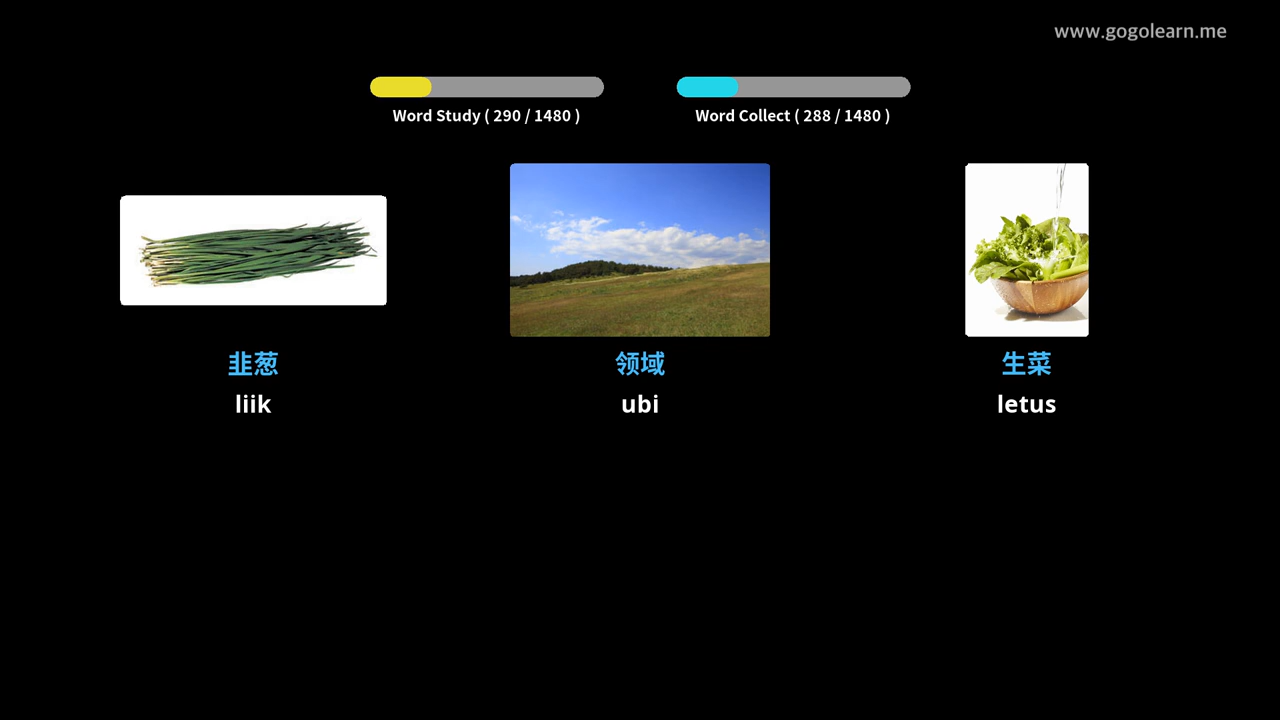 www.gogolearn.me
Word Study ( 290 / 1480 )
Word Collect ( 288 / 1480 )
韭葱
领域
生菜
liik
ubi
letus